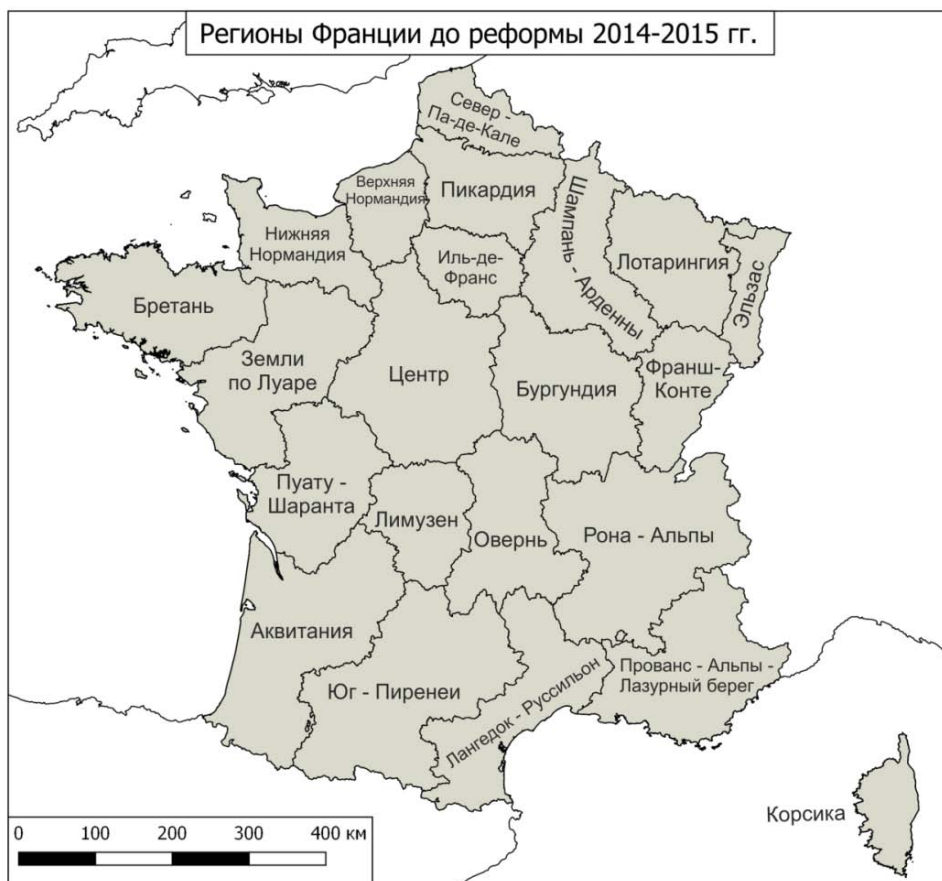 Регионы Франции до реформы 2014-2015 гг.
Север -
Па-де-Кале
Верхняя
Нормандия
Пикардия
Шампань - Арденны
Нижняя
Нормандия
Иль-де-
Франс
Лотарингия
Эльзас
Бретань
Земли
по Луаре
Центр
Бургундия
Франш-
Конте
Пуату -
Шаранта
Лимузен
Овернь
Рона - Альпы
Аквитания
Юг - Пиренеи
Лангедок - Руссильон
Прованс - Альпы -
Лазурный берег
Корсика
0 100 200 300 400 км